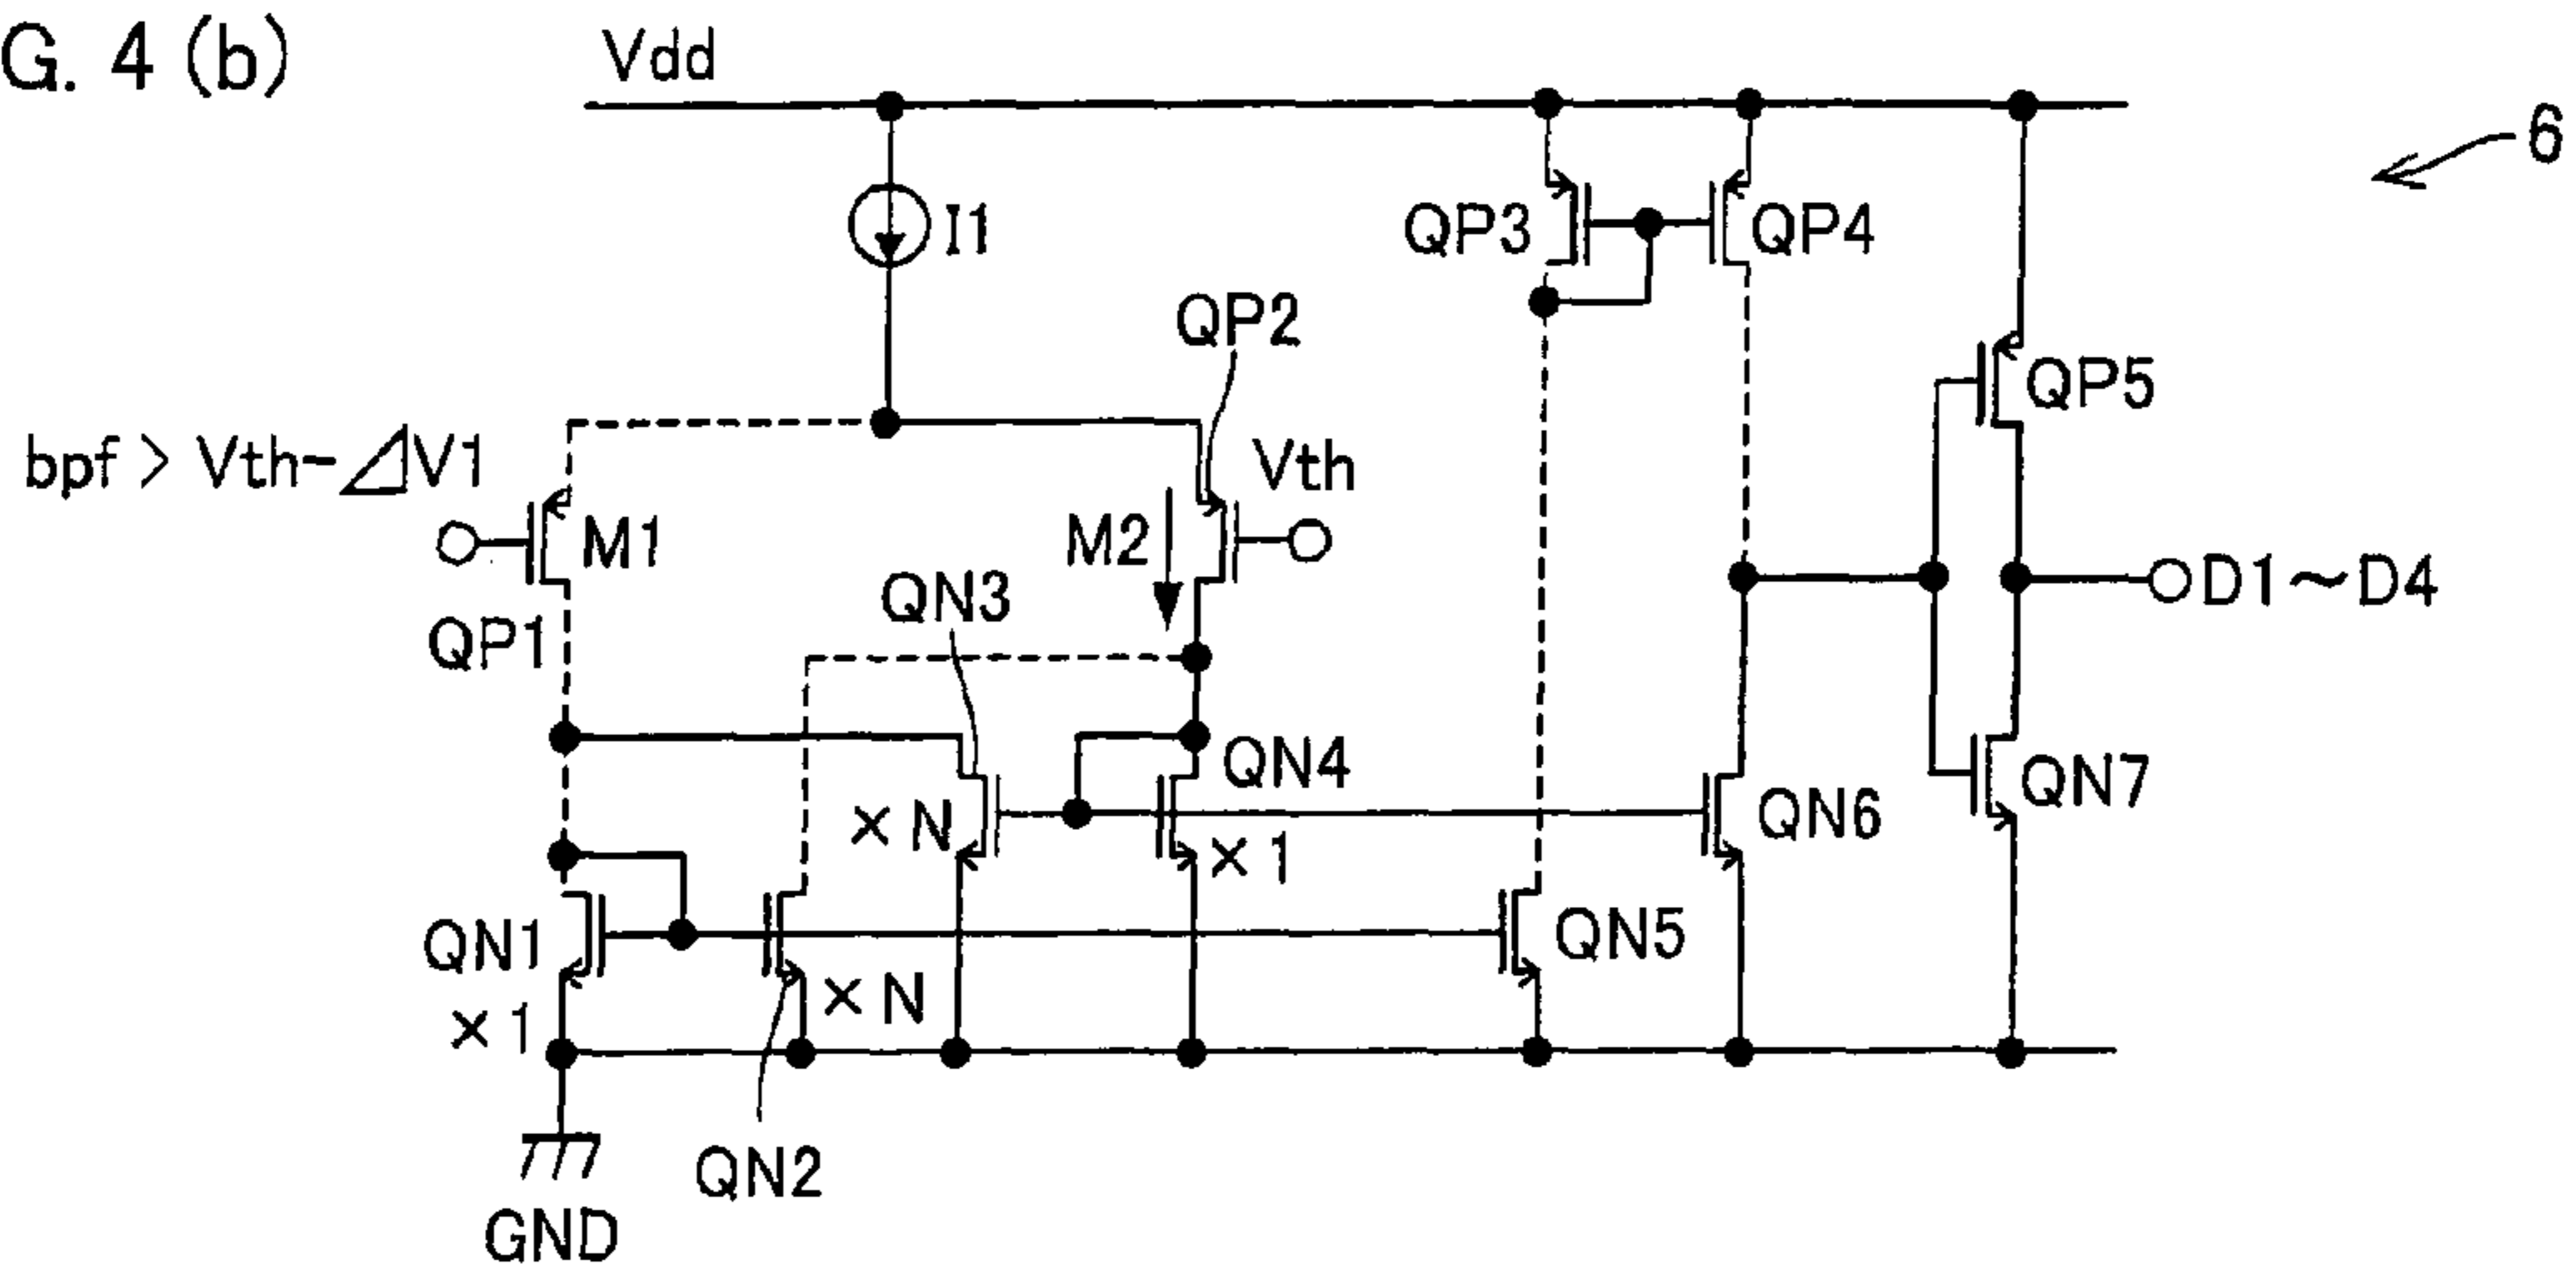 G. 4 (b)
Vdd
6
I1
QP3
QP4
QP2
QP5
bpf > Vth-⊿V1
Vth
M1
M2
QN3
D1～D4
QP1
QN4
× N
× 1
QN6
QN7
QN1
× 1
× N
QN5
QN2
GND